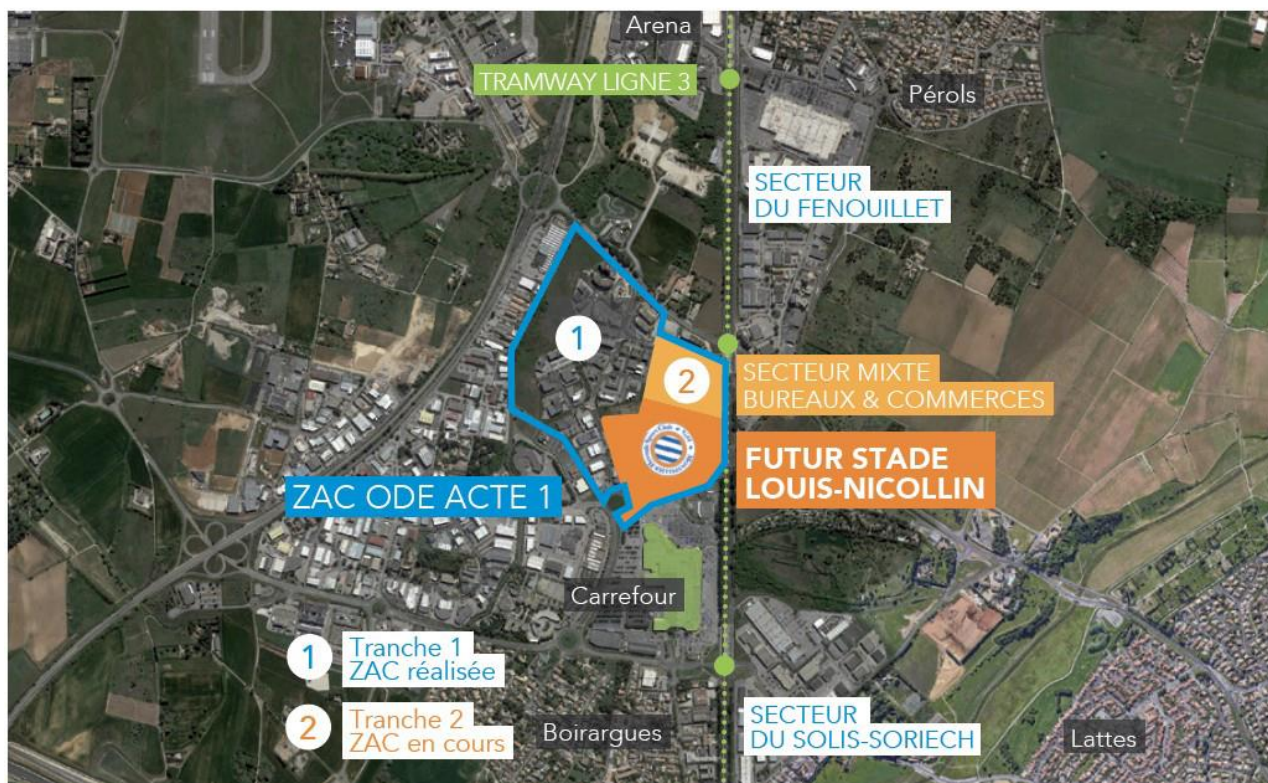 Arena
TRAMWAY LIGNE 3
Pérols
SECTEUR
DU FENOUILLET
1
2
SECTEUR MIXTE
BUREAUX & COMMERCES
FUTUR STADE
LOUIS-NICOLLIN
ZAC ODE ACTE 1
Carrefour
1
Tranche 1
ZAC réalisée
2
Tranche 2
ZAC en cours
Boirargues
SECTEUR
DU SOLIS-SORIECH
Lattes